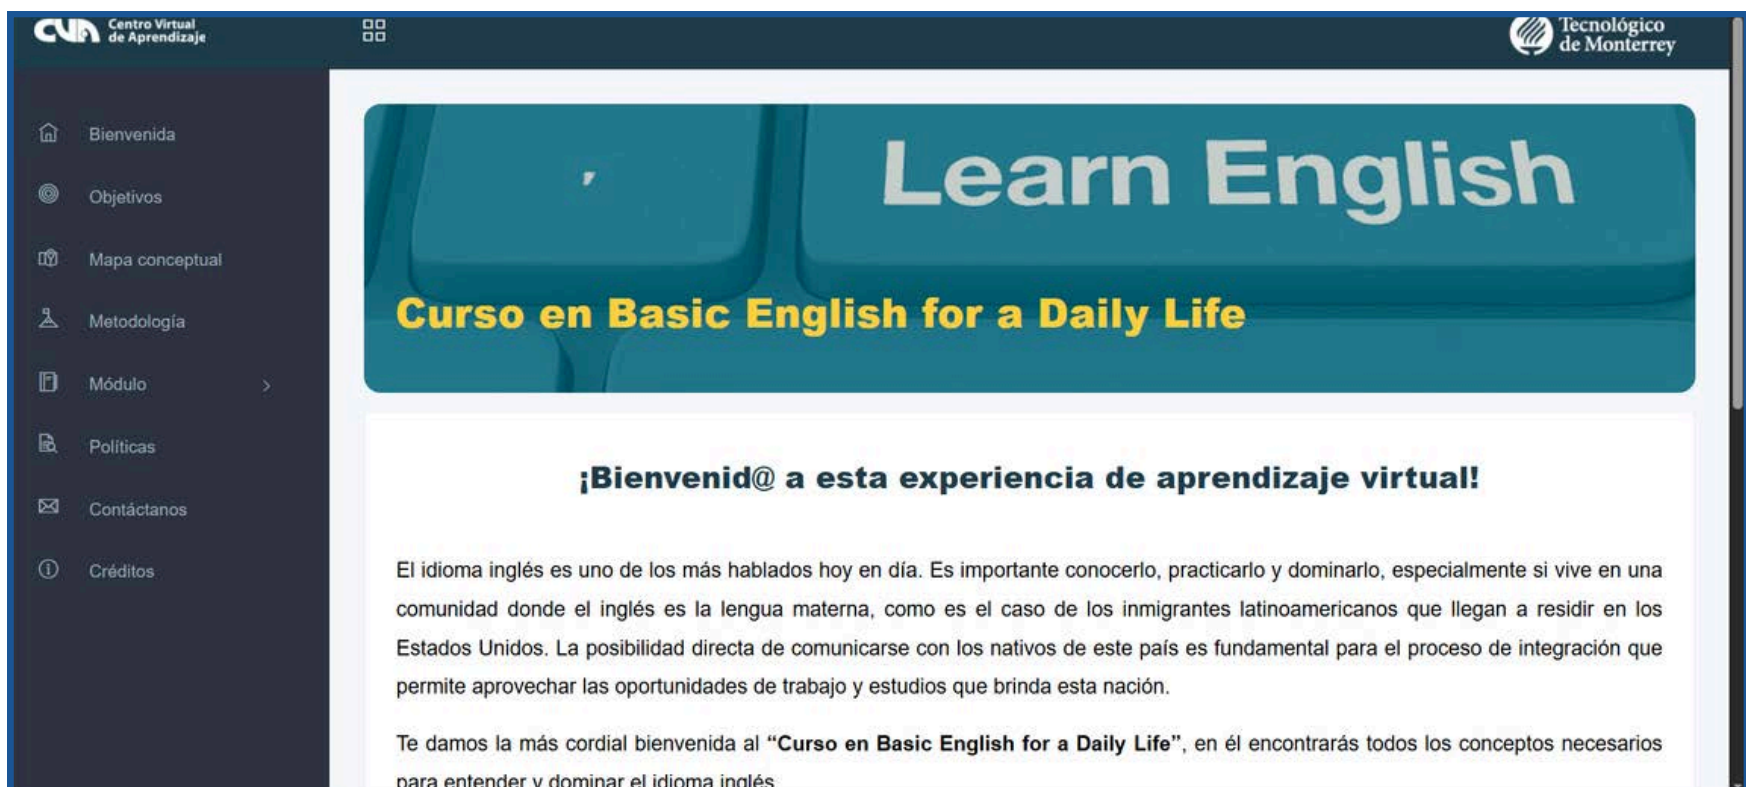 Centro Virtual
de Aprendizaje
Tecnológico
de Monterrey
Bienvenida
Objetivos
Mapa conceptual
Metodología
Módulo
Políticas
Contáctanos
Créditos
Learn English
Curso en Basic English for a Daily Life
¡Bienvenid@ a esta experiencia de aprendizaje virtual!
El idioma inglés es uno de los más hablados hoy en día. Es importante conocerlo, practicarlo y dominarlo, especialmente si vive en una
comunidad donde el inglés es la lengua materna, como es el caso de los inmigrantes latinoamericanos que llegan a residir en los
Estados Unidos. La posibilidad directa de comunicarse con los nativos de este país es fundamental para el proceso de integración que
permite aprovechar las oportunidades de trabajo y estudios que brinda esta nación.
Te damos la más cordial bienvenida al “Curso en Basic English for a Daily Life”, en él encontrarás todos los conceptos necesarios
para entender y dominar el idioma inglés.